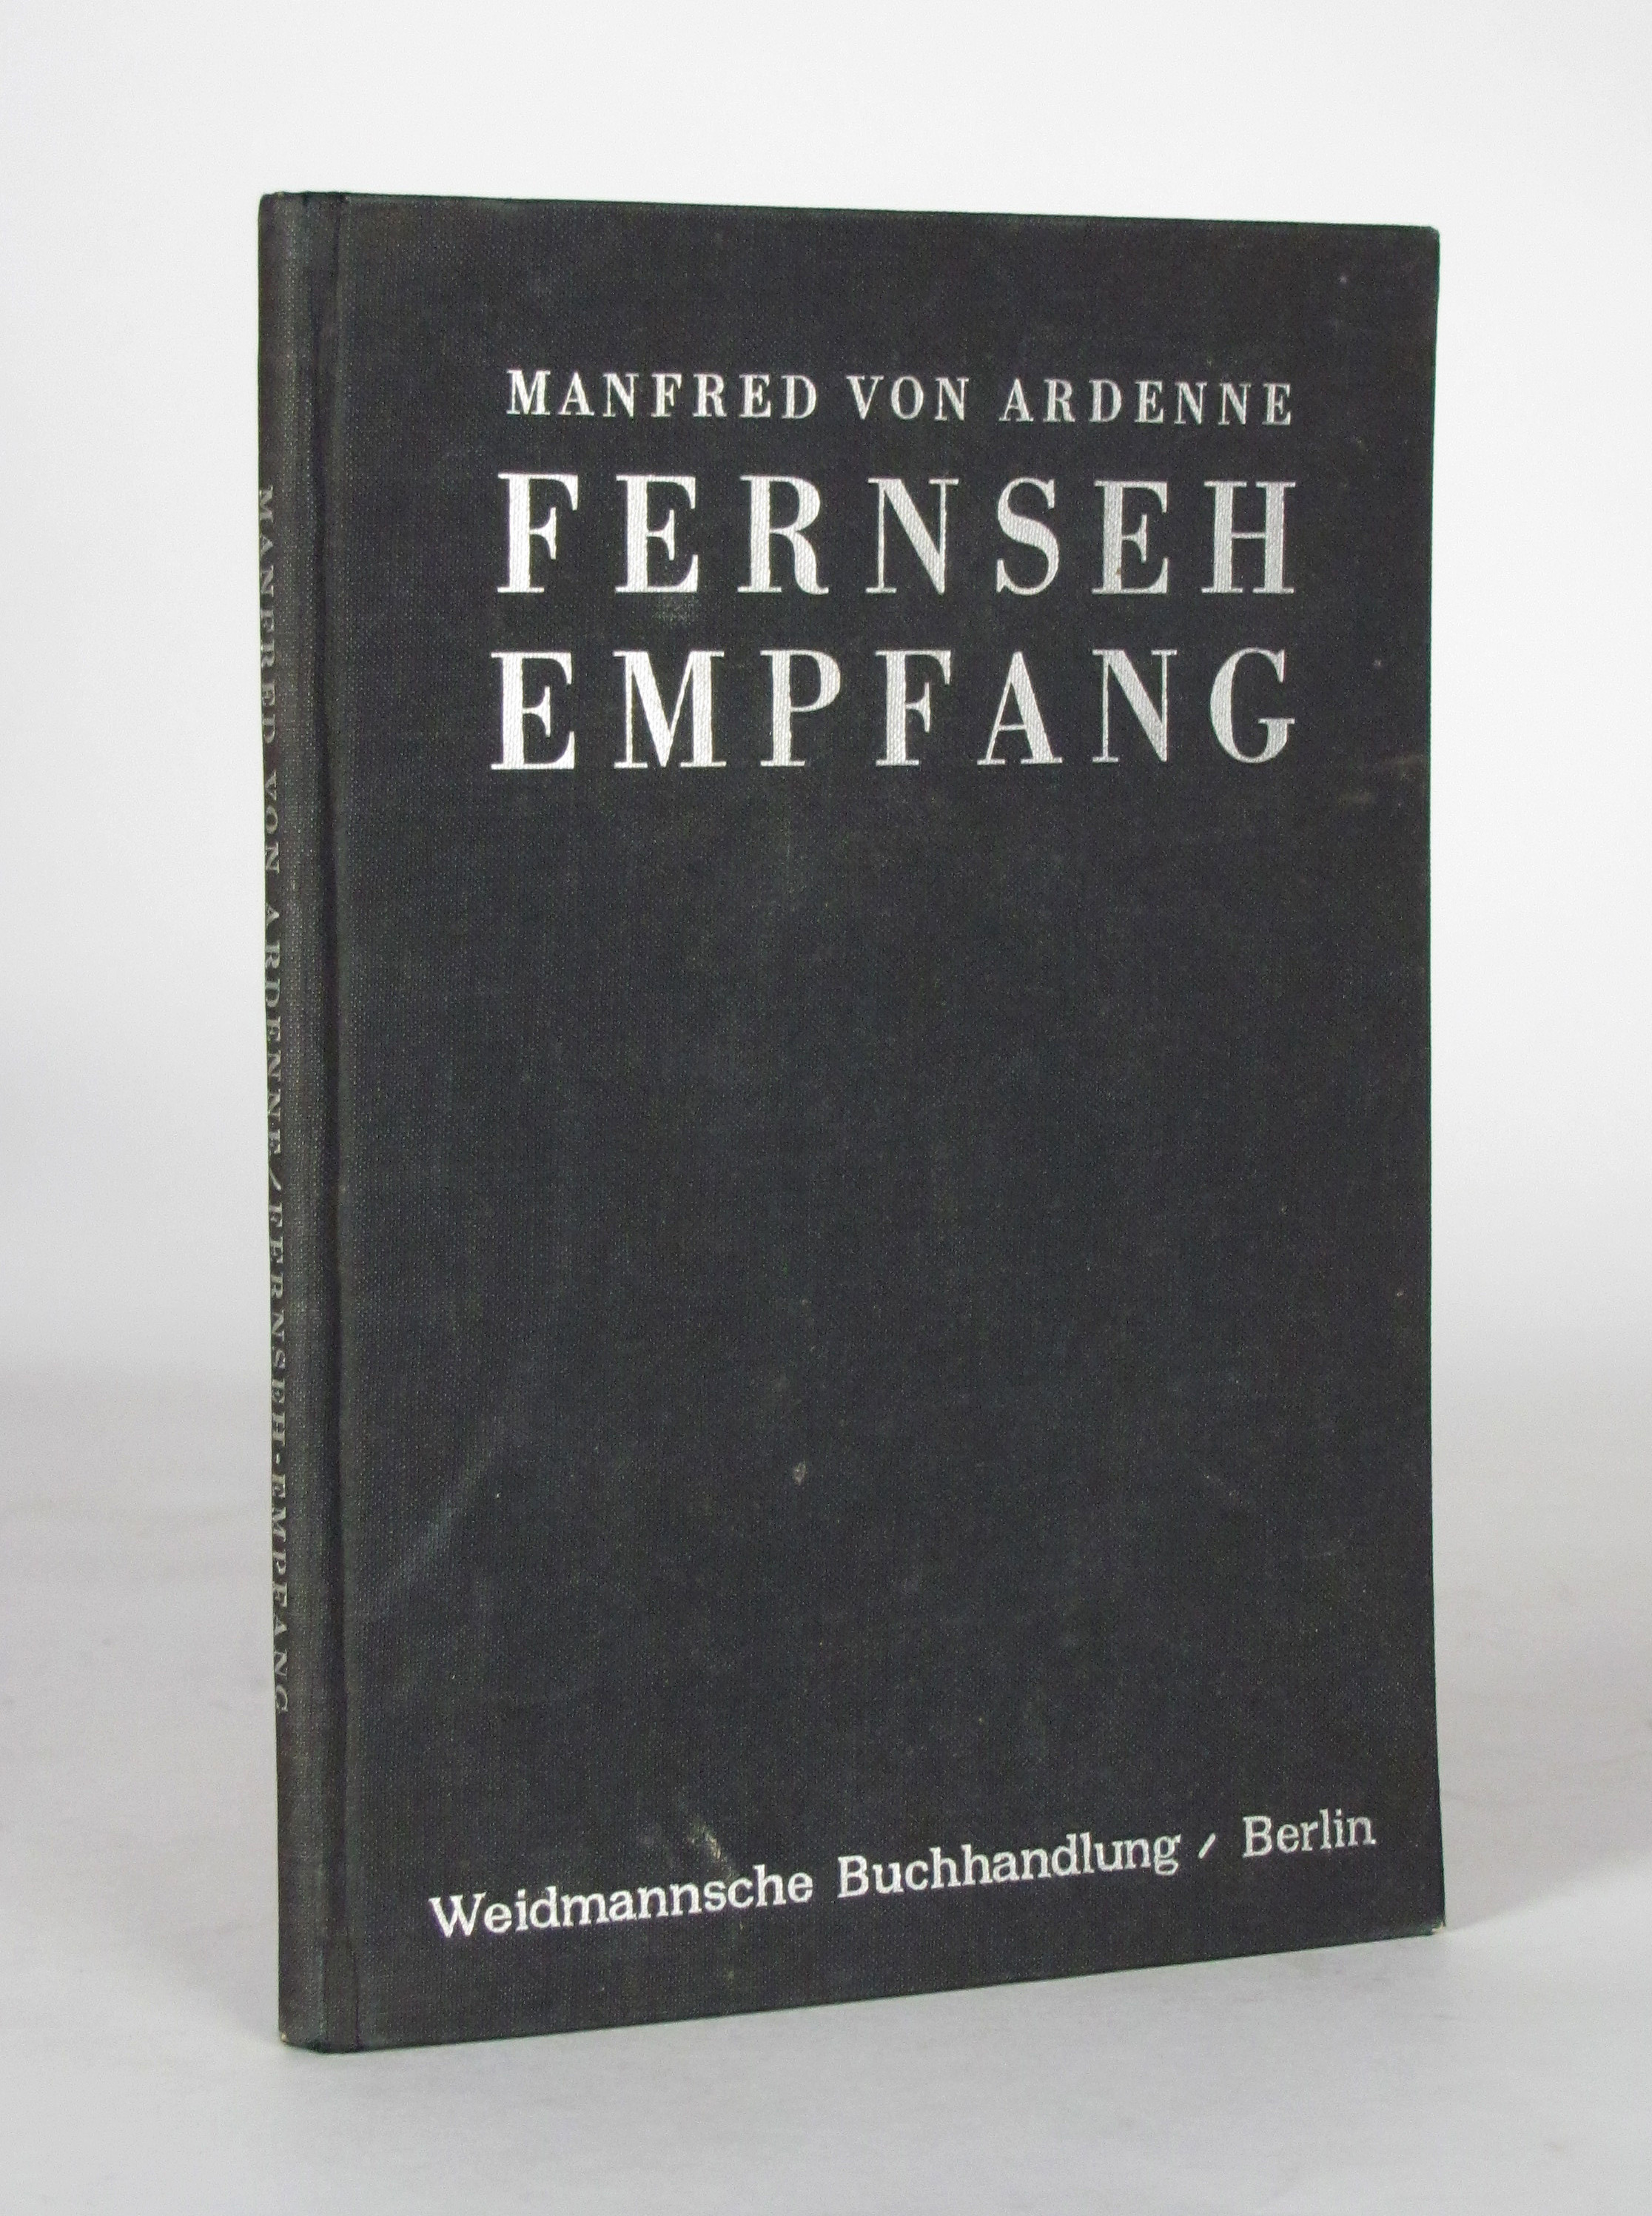 MANFRED VON ARDENNE
FERNSEH
EMPFANG
Weidmannsche Buchhandlung / Berlin
MANFRED VON ARDENNE / FERNSEH-EMPFANG